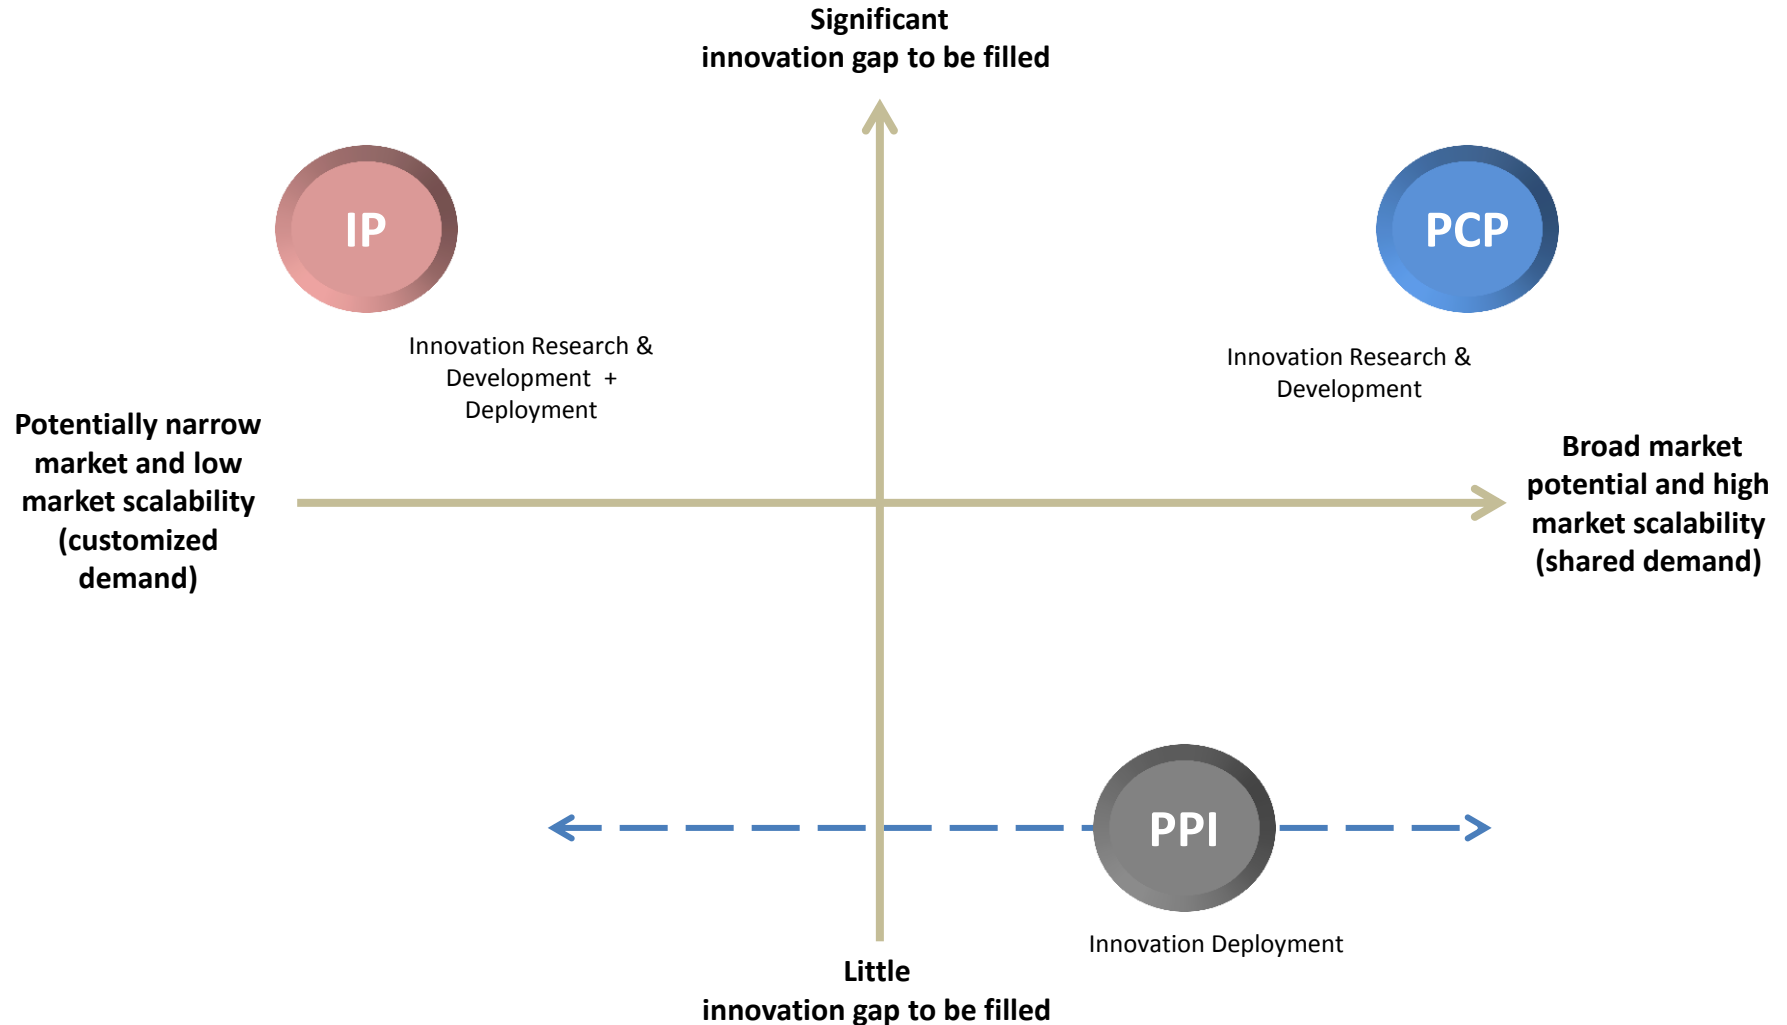 Significant
innovation gap to be filled
IP
PCP
Innovation Research &
Development +
Deployment
Innovation Research &
Development
Potentially narrow
market and low
market scalability
(customized
demand)
Broad market
potential and high
market scalability
(shared demand)
PPI
Innovation Deployment
Little
innovation gap to be filled